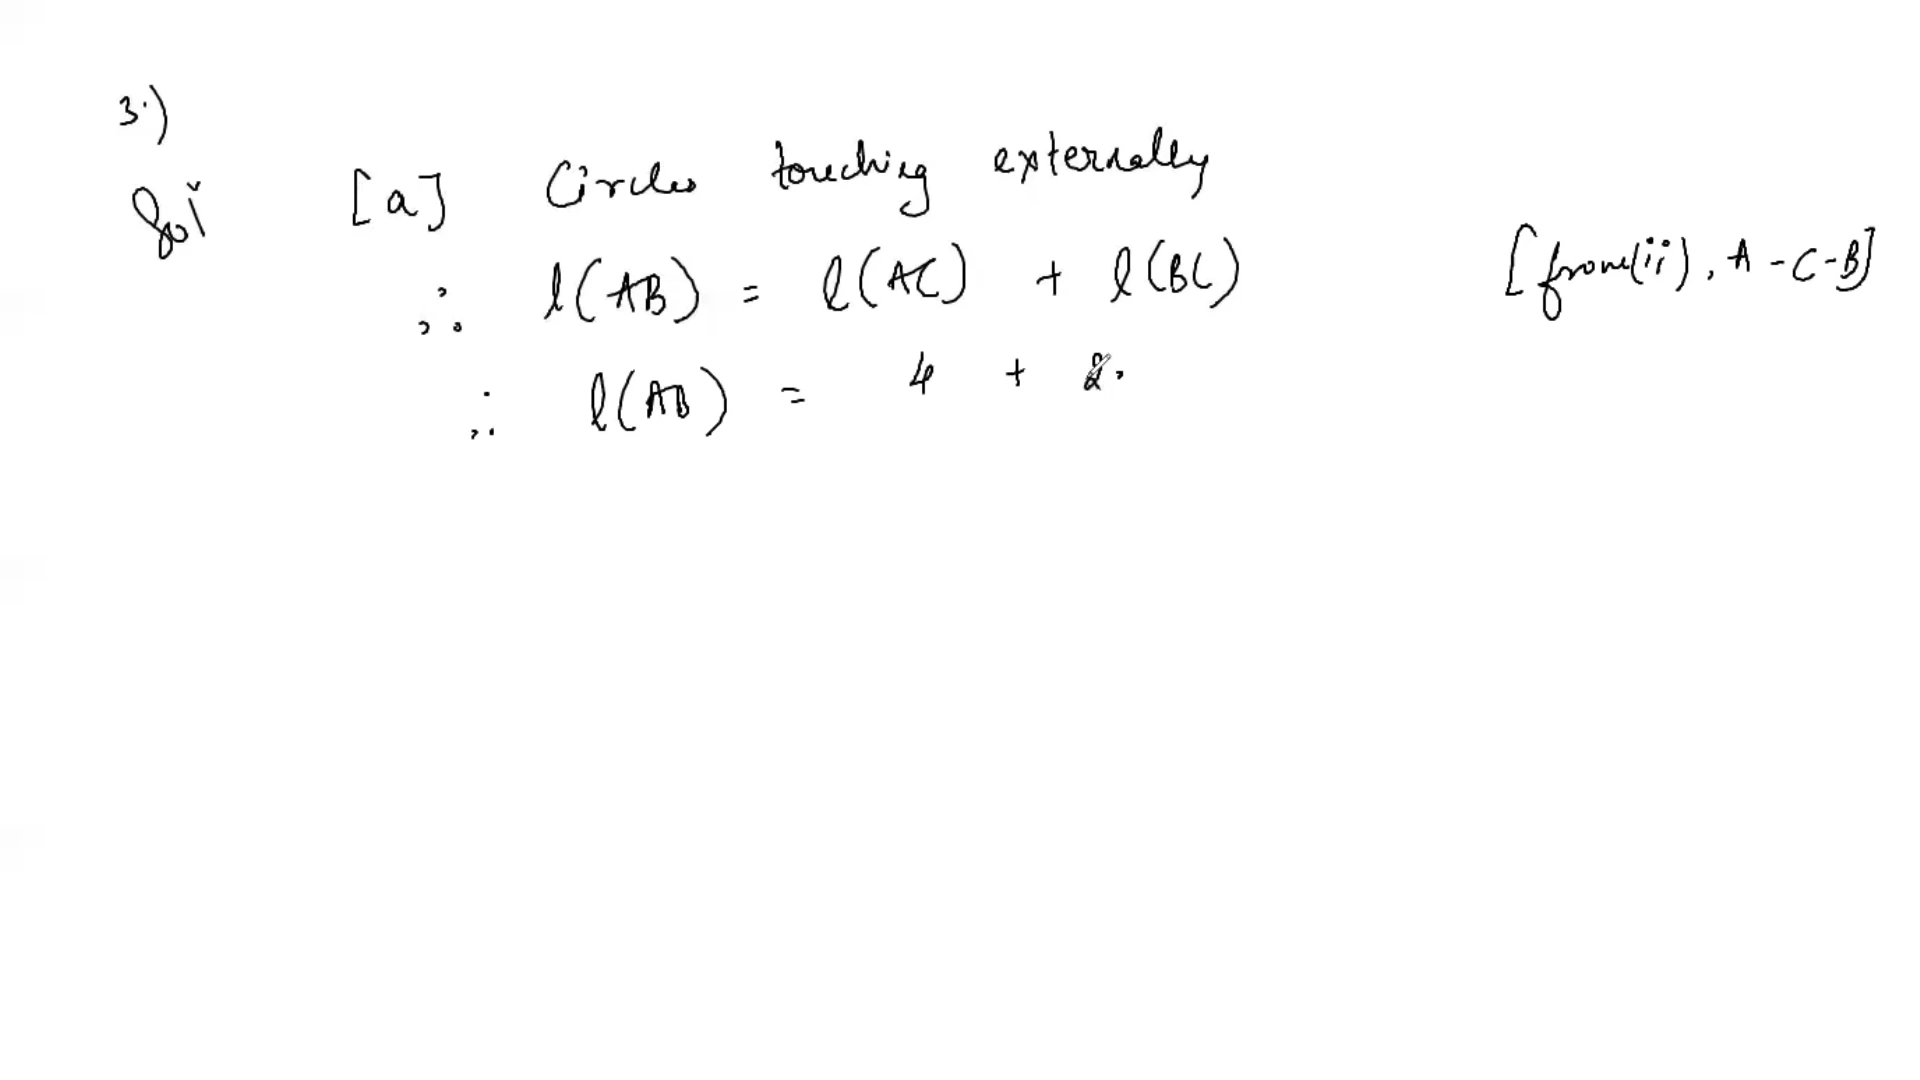 3.)
Sol
[a] Circles touching externally
∴ l(AB) = l(AC) + l(BC) [from(ii), A-C-B]
∴ l(AB) = 4 + 2.